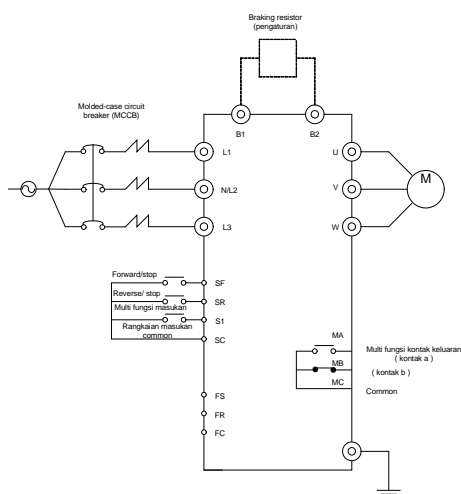 Braking resistor
(pengaturan)
Molded-case circuit
breaker (MCCB)
B1
B2
L1
U
M
N/L2
V
L3
W
Forward/stop
SF
Reverse/ stop
SR
Multi fungsi masukan
S1
Rangkaian masukan
common
SC
MA
Multi fungsi kontak keluaran
( kontak a )
MB
( kontak b )
MC
Common
FS
FR
FC